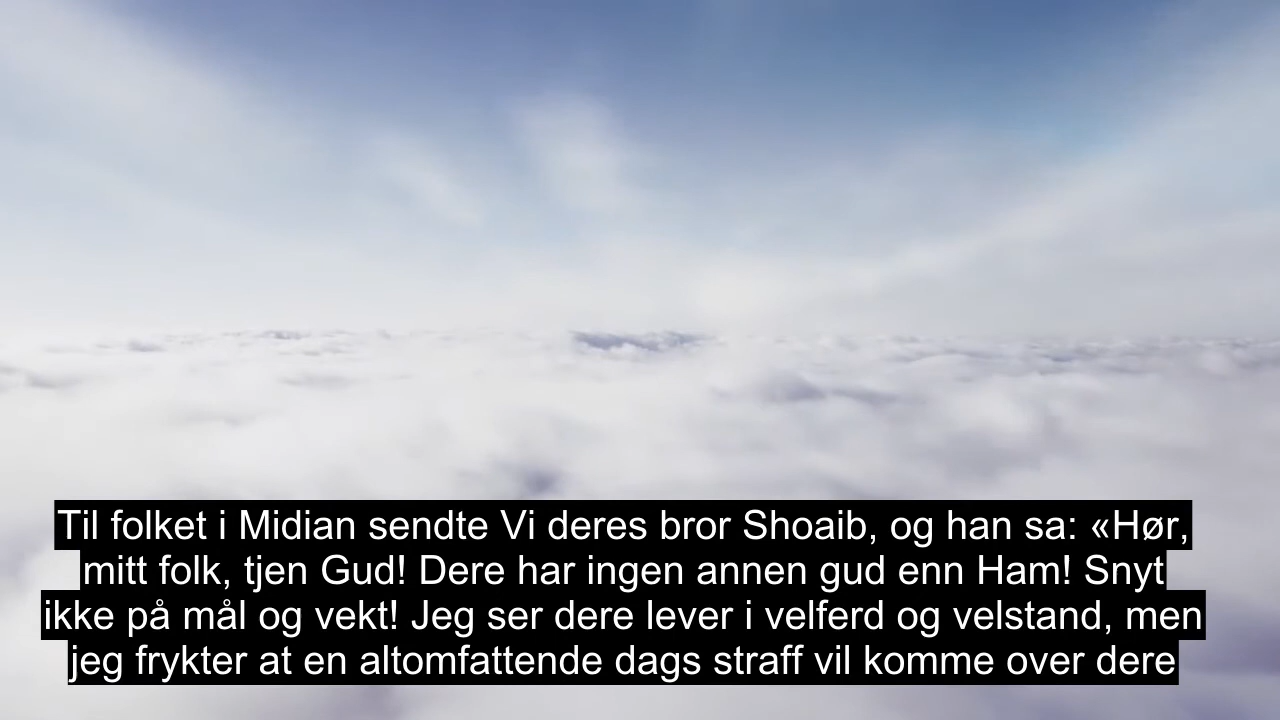 Til folket i Midian sendte Vi deres bror Shoaib, og han sa: «Hør,
mitt folk, tjen Gud! Dere har ingen annen gud enn Ham! Snyt
ikke på mål og vekt! Jeg ser dere lever i velferd og velstand, men
jeg frykter at en altomfattende dags straff vil komme over dere